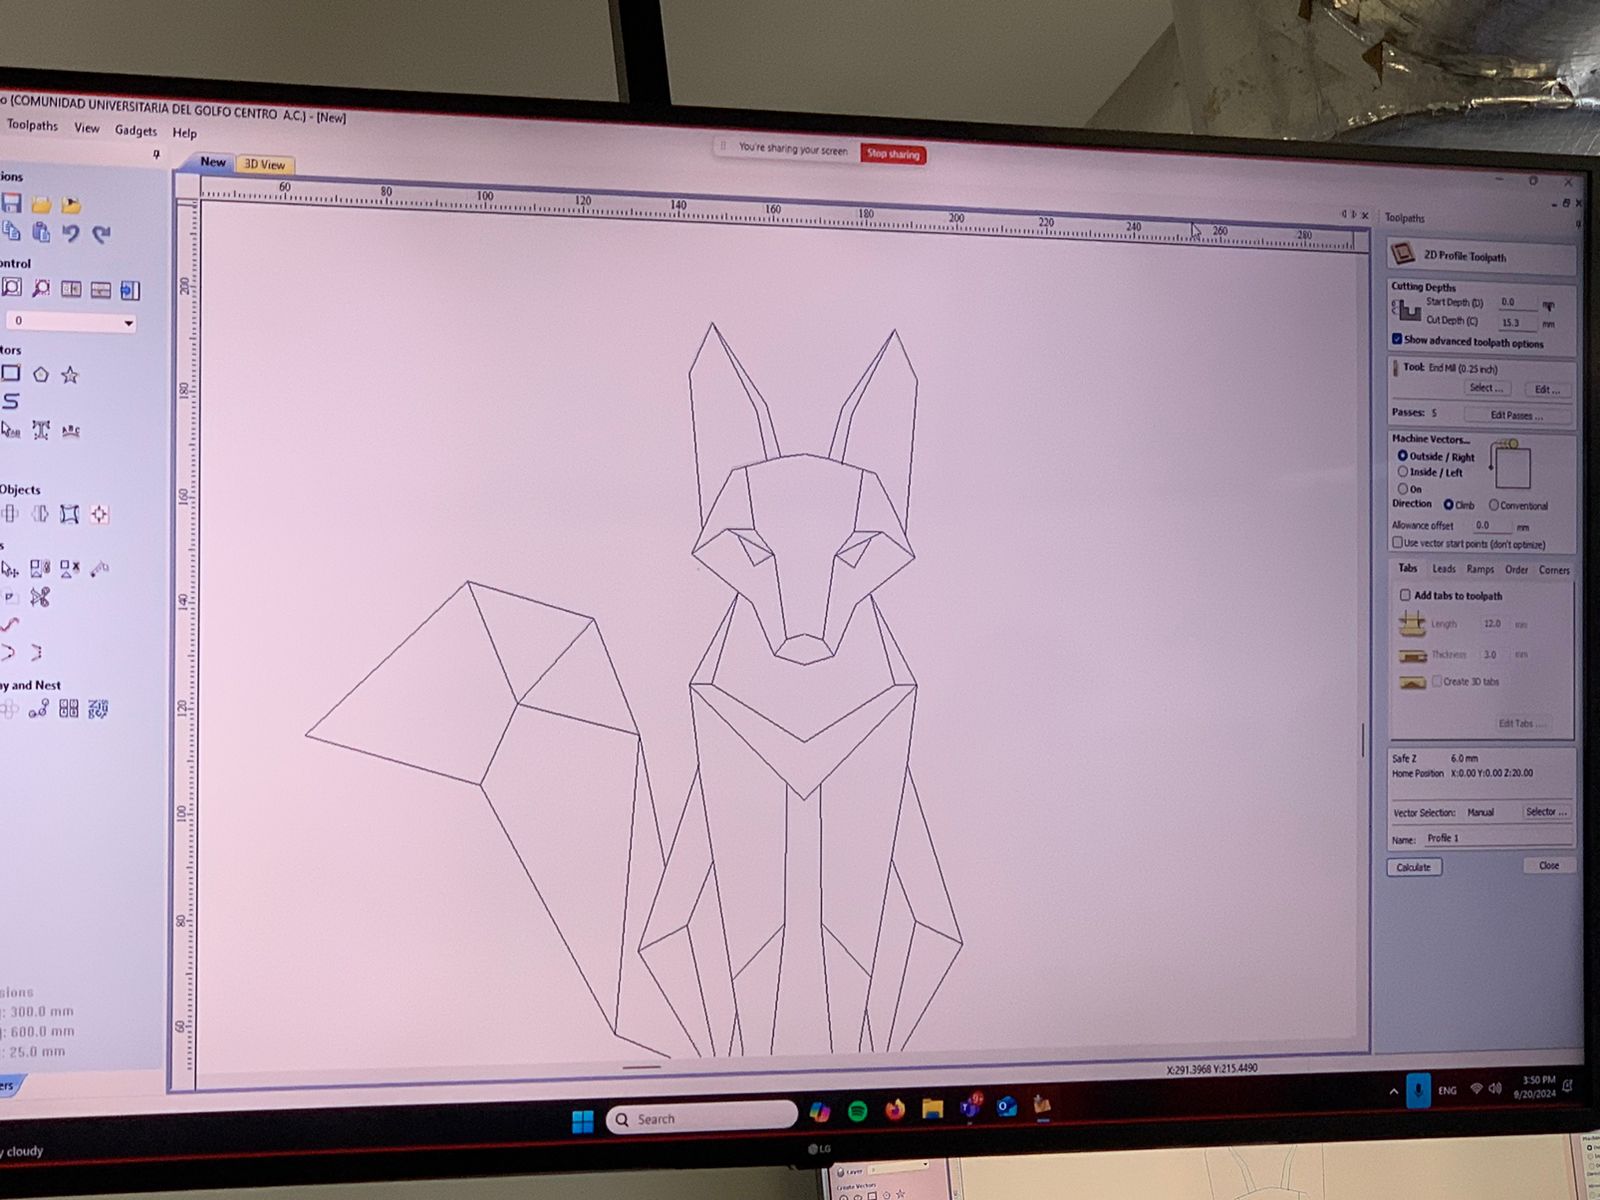 o {COMUNIDAD UNIVERSITARIA DEL GOLFO CENTRO A.C.} - [New]
Toolpaths View Gadgets Help
You're sharing your screen Stop sharing
New 3D View
60 80 100 120 140 160 180 200 220 240 260 280
200
180
160
140
120
100
80
60
ions
ontrol
0
tors
Objects
s
ay and Nest
sions
: 300.0 mm
: 600.0 mm
: 25.0 mm
ers
Toolpaths
2D Profile Toolpath
Cutting Depths
Start Depth (D) 0.0 mm
Cut Depth (C) 15.3 mm
Show advanced toolpath options
Tool: End Mill (0.25 inch)
Select ... Edit ...
Passes: 5 Edit Passes ...
Machine Vectors...
Outside / Right
Inside / Left
On
Direction Climb Conventional
Allowance offset 0.0 mm
Use vector start points (don't optimize)
Tabs Leads Ramps Order Corners
Add tabs to toolpath
Length 12.0 mm
Thickness 3.0 mm
Create 3D tabs
Edit Tabs ...
Safe Z 6.0 mm
Home Position X:0.00 Y:0.00 Z:20.00
Vector Selection: Manual Selector ...
Name: Profile 1
Calculate Close
X:291.3968 Y:215.4490
Search
ENG
3:50 PM
9/20/2024
y cloudy
LG
Layer
Create Vectors